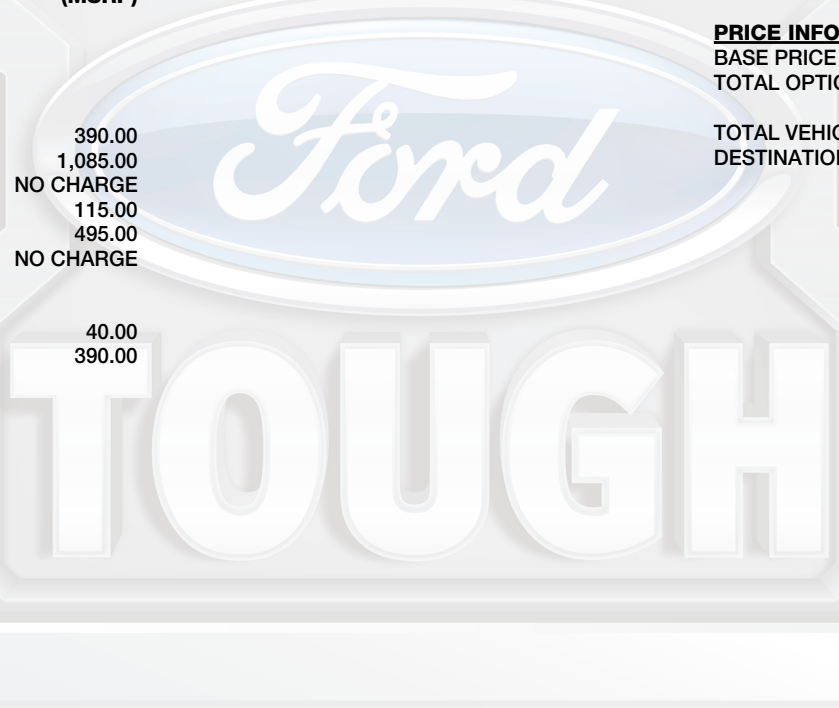 (MSRP)
390.00
1,085.00
NO CHARGE
115.00
495.00
NO CHARGE
40.00
390.00
PRICE INFO
BASE PRICE
TOTAL OPTIO
TOTAL VEHIC
DESTINATION
Ford
TOUGH